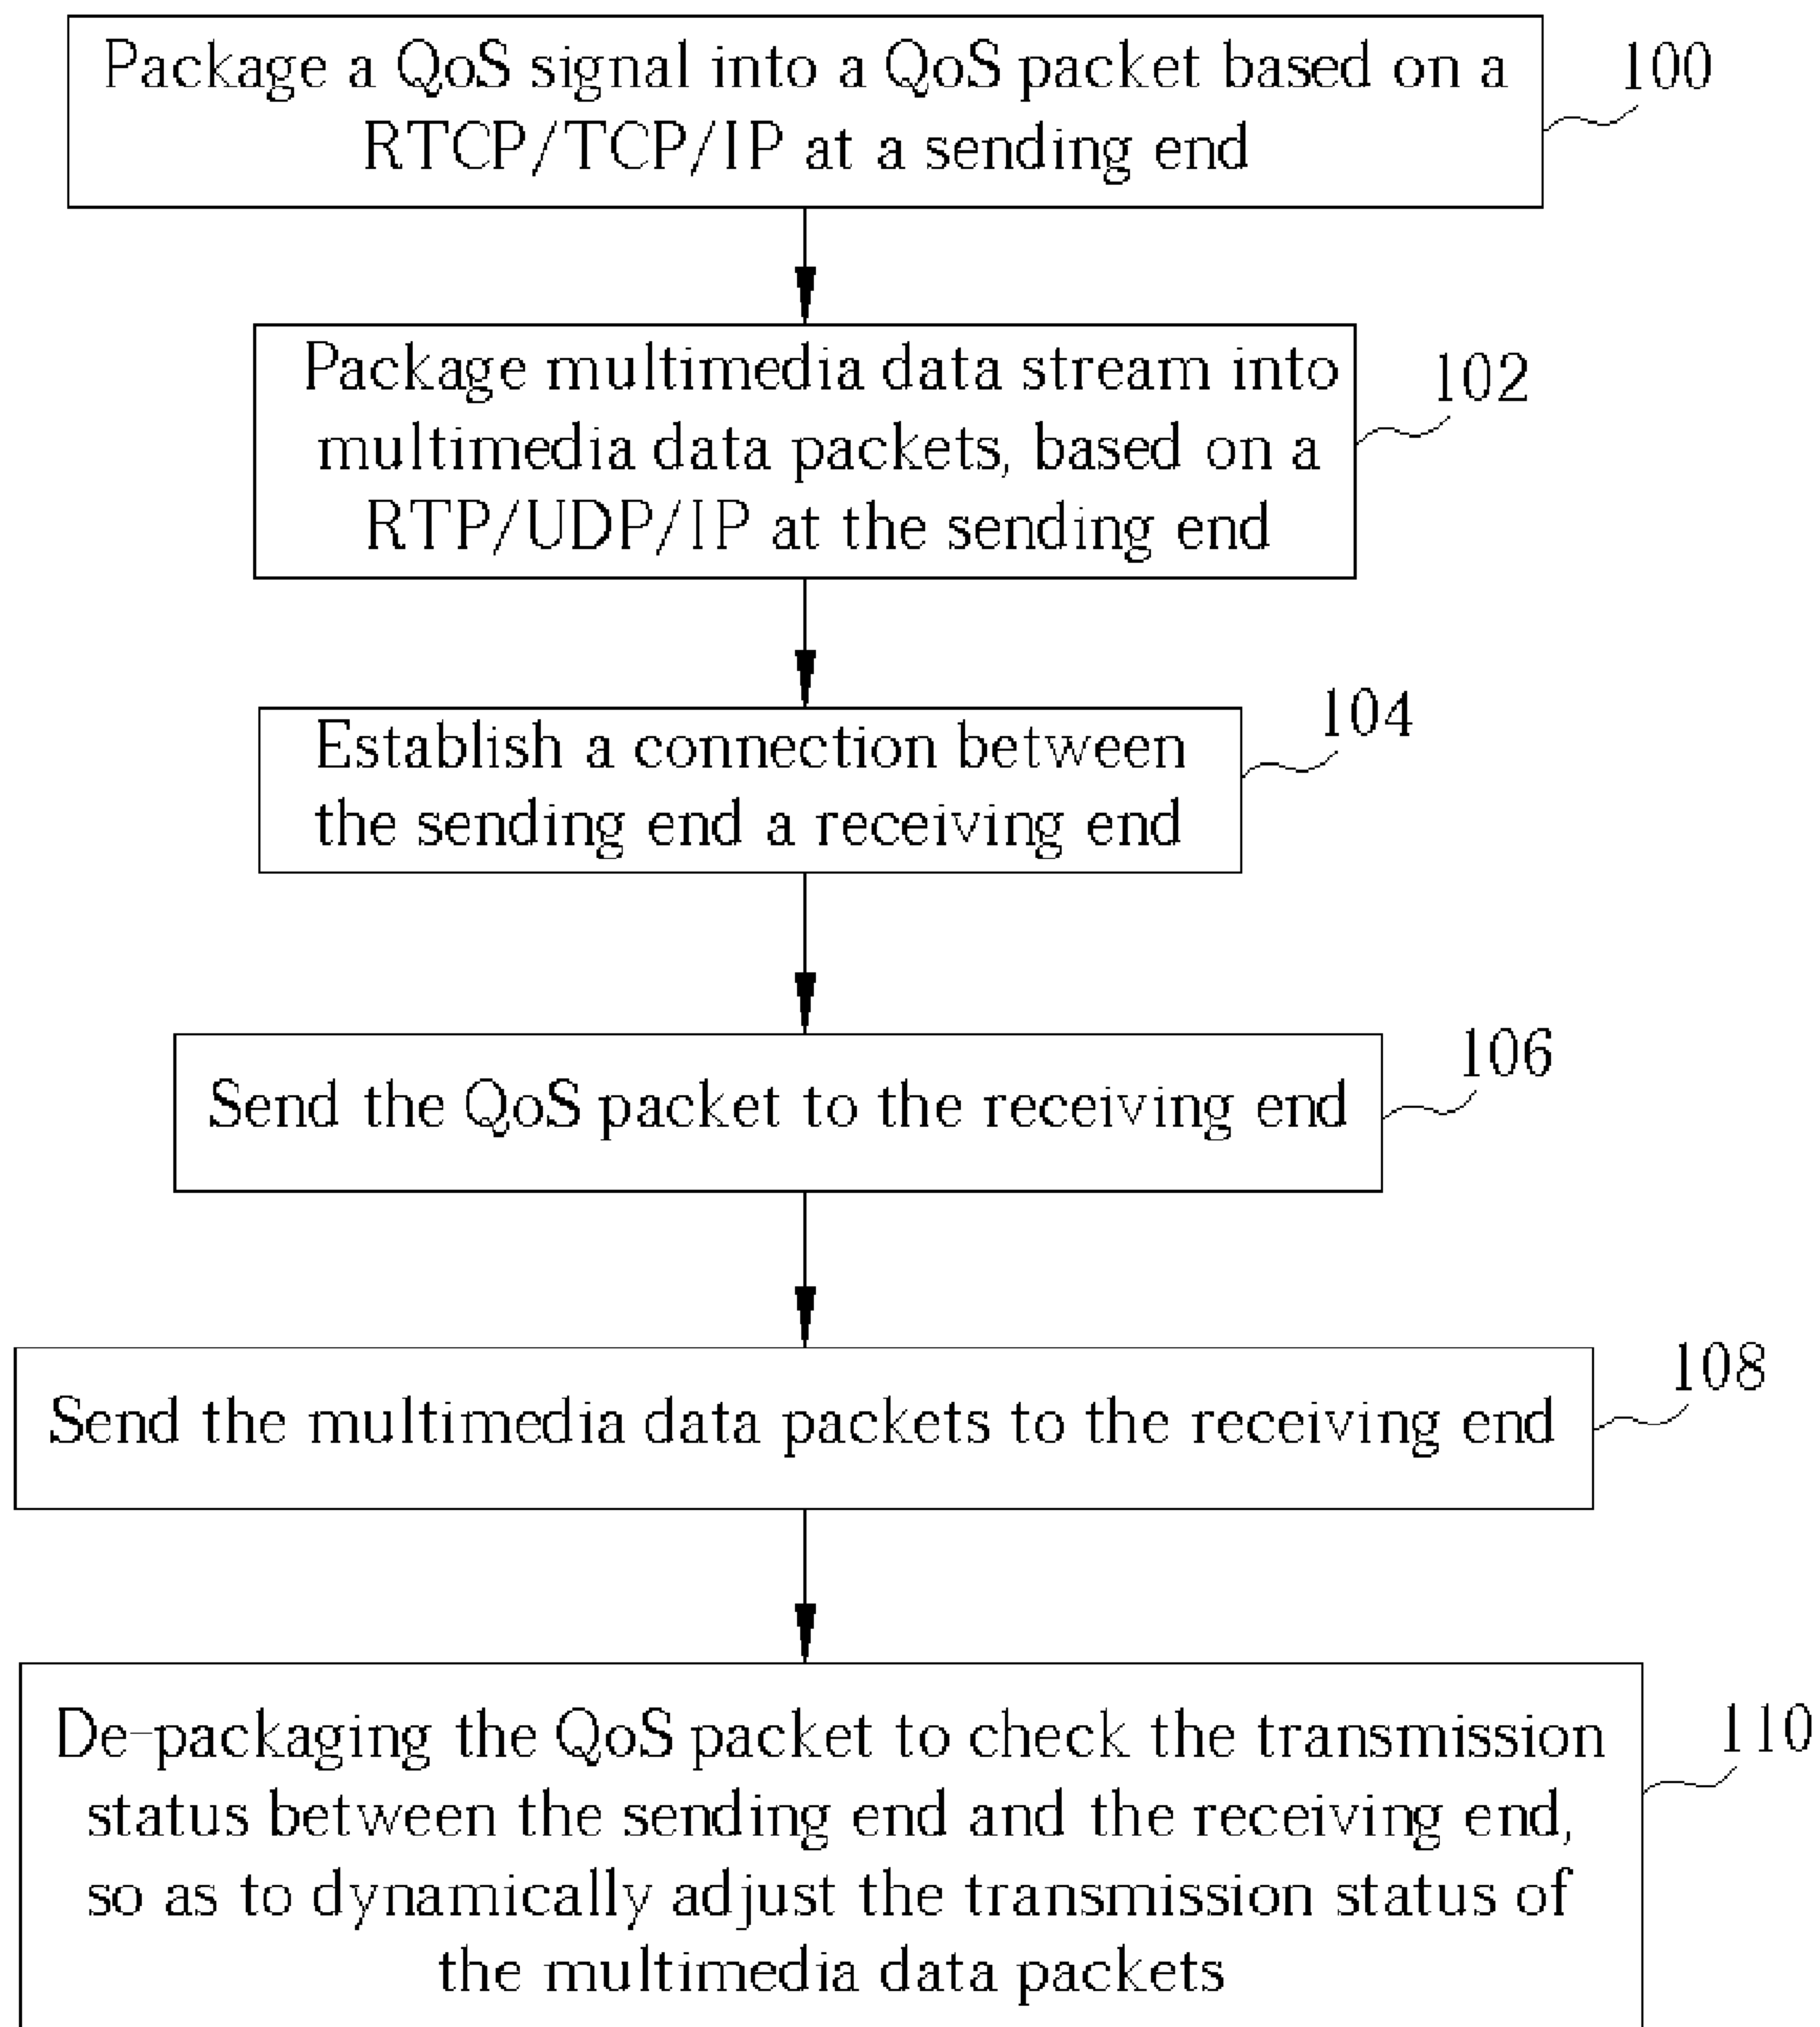 Package a QoS signal into a QoS packet based on a
RTCP/TCP/IP at a sending end
100
Package multimedia data stream into
multimedia data packets, based on a
RTP/UDP/IP at the sending end
102
Establish a connection between
the sending end a receiving end
104
Send the QoS packet to the receiving end
106
Send the multimedia data packets to the receiving end
108
De-packaging the QoS packet to check the transmission
status between the sending end and the receiving end,
so as to dynamically adjust the transmission status of
the multimedia data packets
110